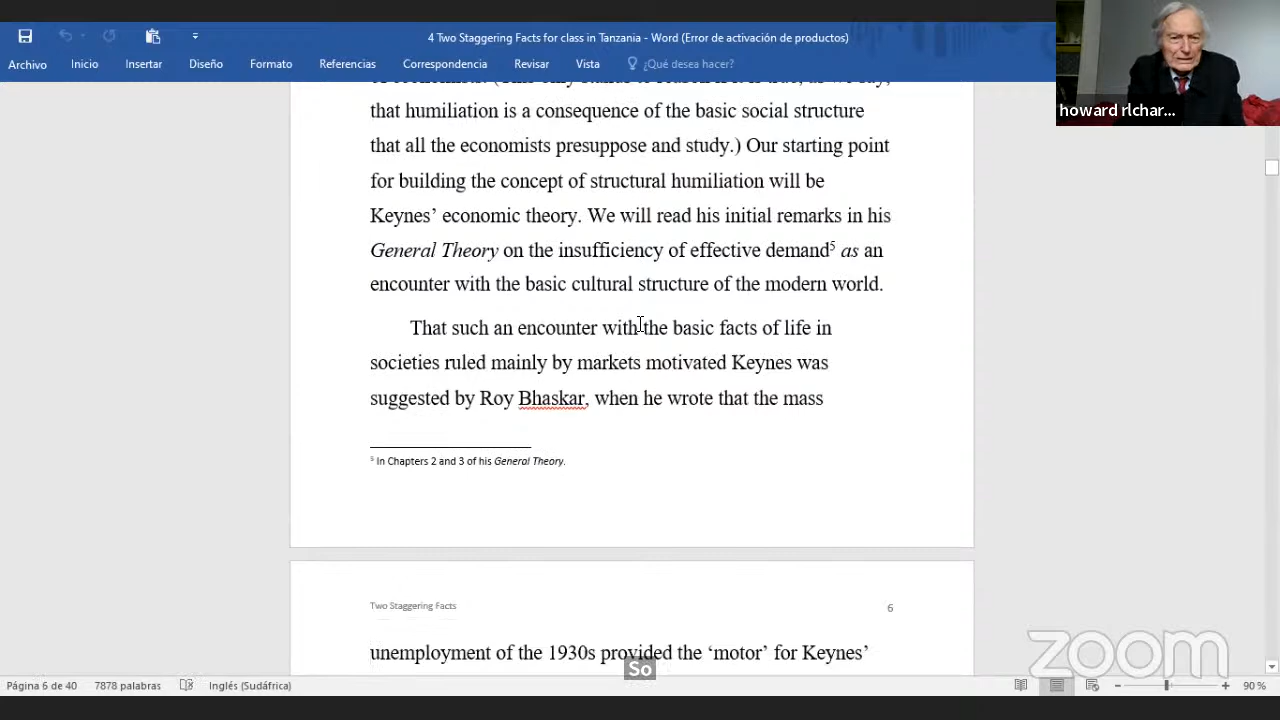 4 Two Staggering Facts for class in Tanzania - Word (Error de activación de productos)
Archivo Inicio Insertar Diseño Formato Referencias Correspondencia Revisar Vista ¿Qué desea hacer?
howard rlchar...
that humiliation is a consequence of the basic social structure
that all the economists presuppose and study.) Our starting point
for building the concept of structural humiliation will be
Keynes’ economic theory. We will read his initial remarks in his
General Theory on the insufficiency of effective demand5 as an
encounter with the basic cultural structure of the modern world.
That such an encounter with the basic facts of life in
societies ruled mainly by markets motivated Keynes was
suggested by Roy Bhaskar, when he wrote that the mass
5 In Chapters 2 and 3 of his General Theory.
Two Staggering Facts 6
unemployment of the 1930s provided the ‘motor’ for Keynes’
So
zoom
Página 6 de 40 7878 palabras Inglés (Sudáfrica) 90 %